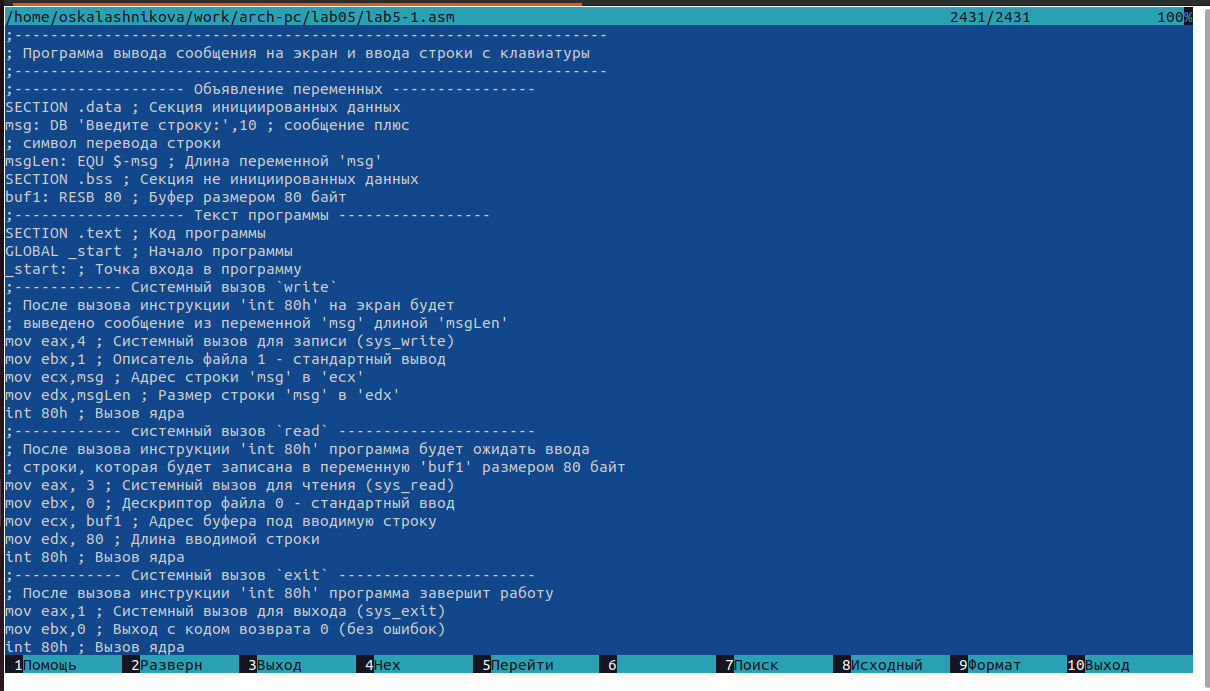 /home/oskalashnikova/work/arch-pc/lab05/lab5-1.asm 2431/2431 100%
;------------------------------------------------------------------
; Программа вывода сообщения на экран и ввода строки с клавиатуры
;------------------------------------------------------------------
;------------------- Объявление переменных ----------------
SECTION .data ; Секция инициированных данных
msg: DB 'Введите строку:',10 ; сообщение плюс
; символ перевода строки
msgLen: EQU $-msg ; Длина переменной 'msg'
SECTION .bss ; Секция не инициированных данных
buf1: RESB 80 ; Буфер размером 80 байт
;------------------- Текст программы -----------------
SECTION .text ; Код программы
GLOBAL _start ; Начало программы
_start: ; Точка входа в программу
;------------ Системный вызов `write`
; После вызова инструкции 'int 80h' на экран будет
; выведено сообщение из переменной 'msg' длиной 'msgLen'
mov eax,4 ; Системный вызов для записи (sys_write)
mov ebx,1 ; Описатель файла 1 - стандартный вывод
mov ecx,msg ; Адрес строки 'msg' в 'ecx'
mov edx,msgLen ; Размер строки 'msg' в 'edx'
int 80h ; Вызов ядра
;------------ системный вызов `read` ----------------------
; После вызова инструкции 'int 80h' программа будет ожидать ввода
; строки, которая будет записана в переменную 'buf1' размером 80 байт
mov eax, 3 ; Системный вызов для чтения (sys_read)
mov ebx, 0 ; Дескриптор файла 0 - стандартный ввод
mov ecx, buf1 ; Адрес буфера под вводимую строку
mov edx, 80 ; Длина вводимой строки
int 80h ; Вызов ядра
;------------ Системный вызов `exit` ----------------------
; После вызова инструкции 'int 80h' программа завершит работу
mov eax,1 ; Системный вызов для выхода (sys_exit)
mov ebx,0 ; Выход с кодом возврата 0 (без ошибок)
int 80h ; Вызов ядра
1Помощь 2Разверн 3Выход 4Hex 5Перейти 6 7Поиск 8Исходный 9Формат 10Выход